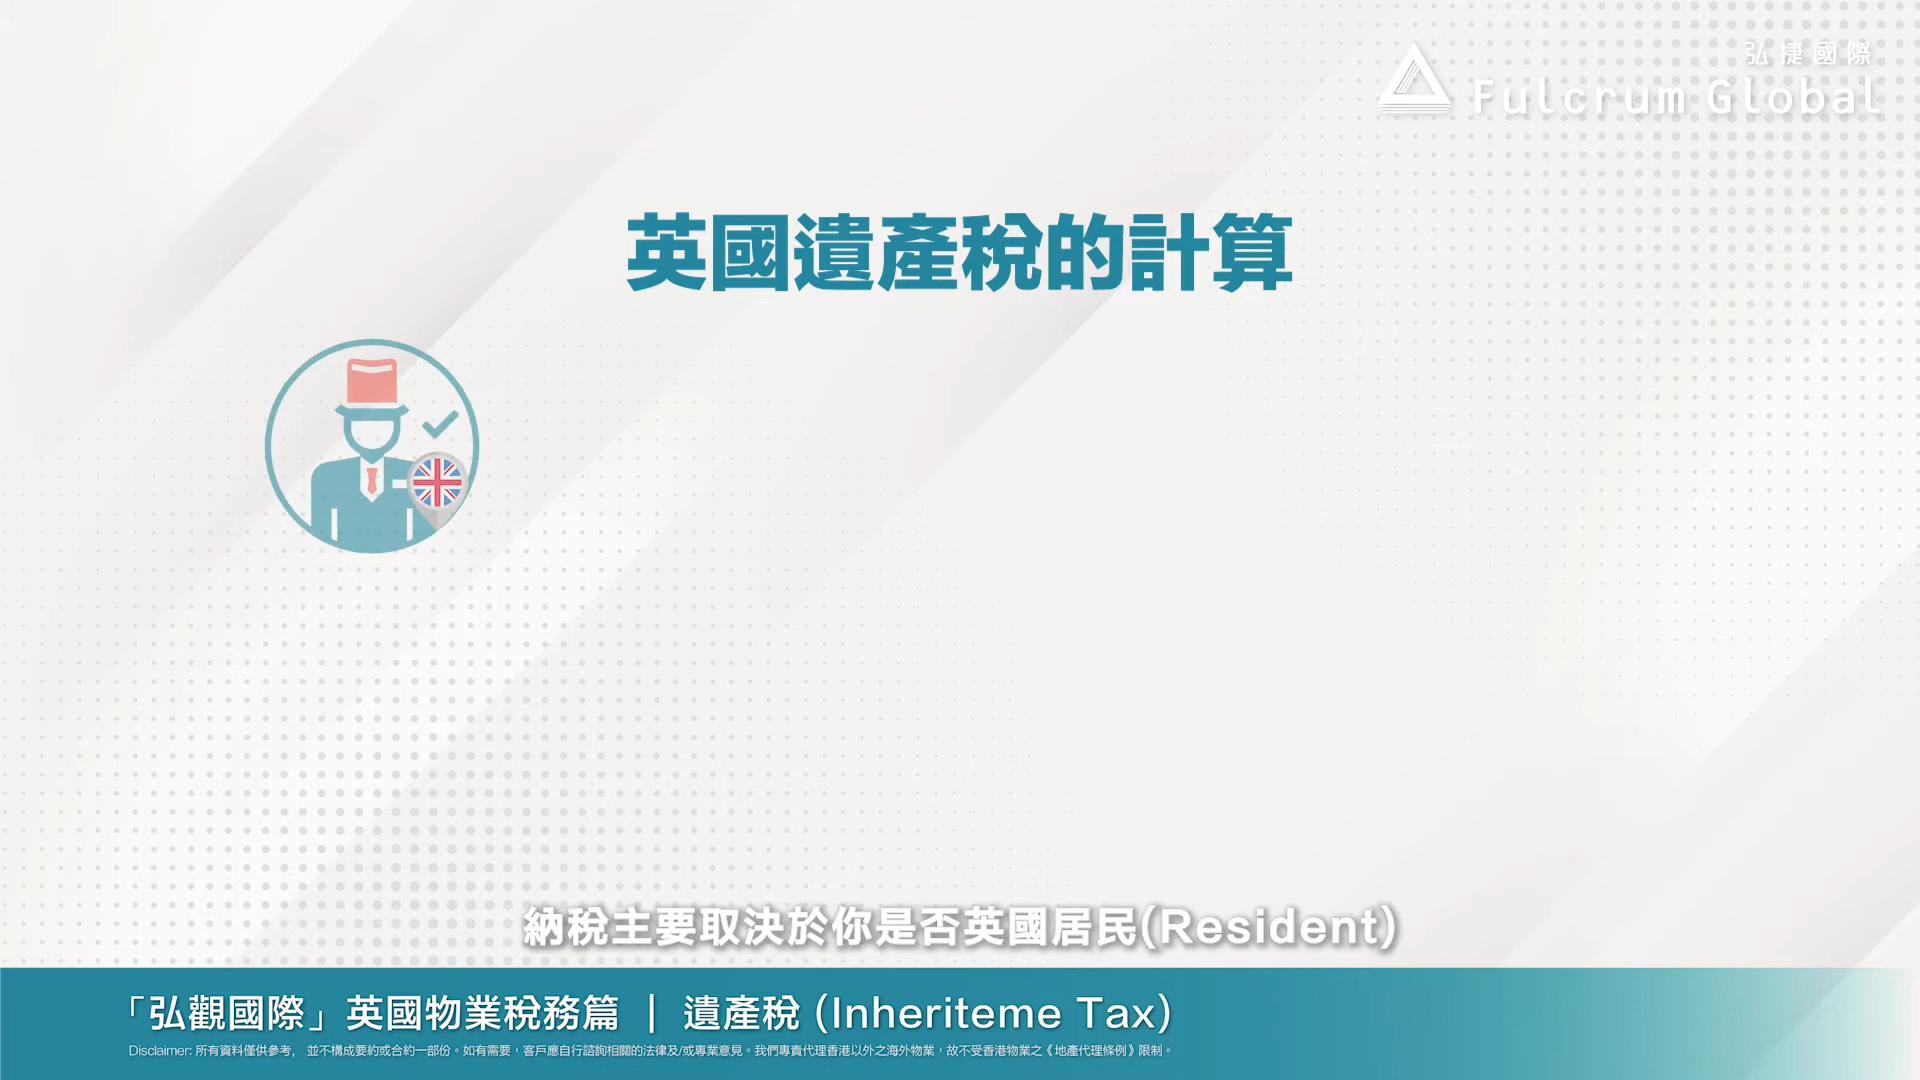 弘捷國際
Fulcrum Global
英國遺產稅的計算
納稅主要取決於你是否英國居民(Resident)
「弘觀國際」英國物業稅務篇 | 遺產稅 (Inheriteme Tax)
Disclaimer: 所有資料僅供參考， 並不構成要約或合約一部份。如有需要，客戶應自行諮詢相關的法律及/或專業意見。我們專責代理香港以外之海外物業，故不受香港物業之《地產代理條例》限制。